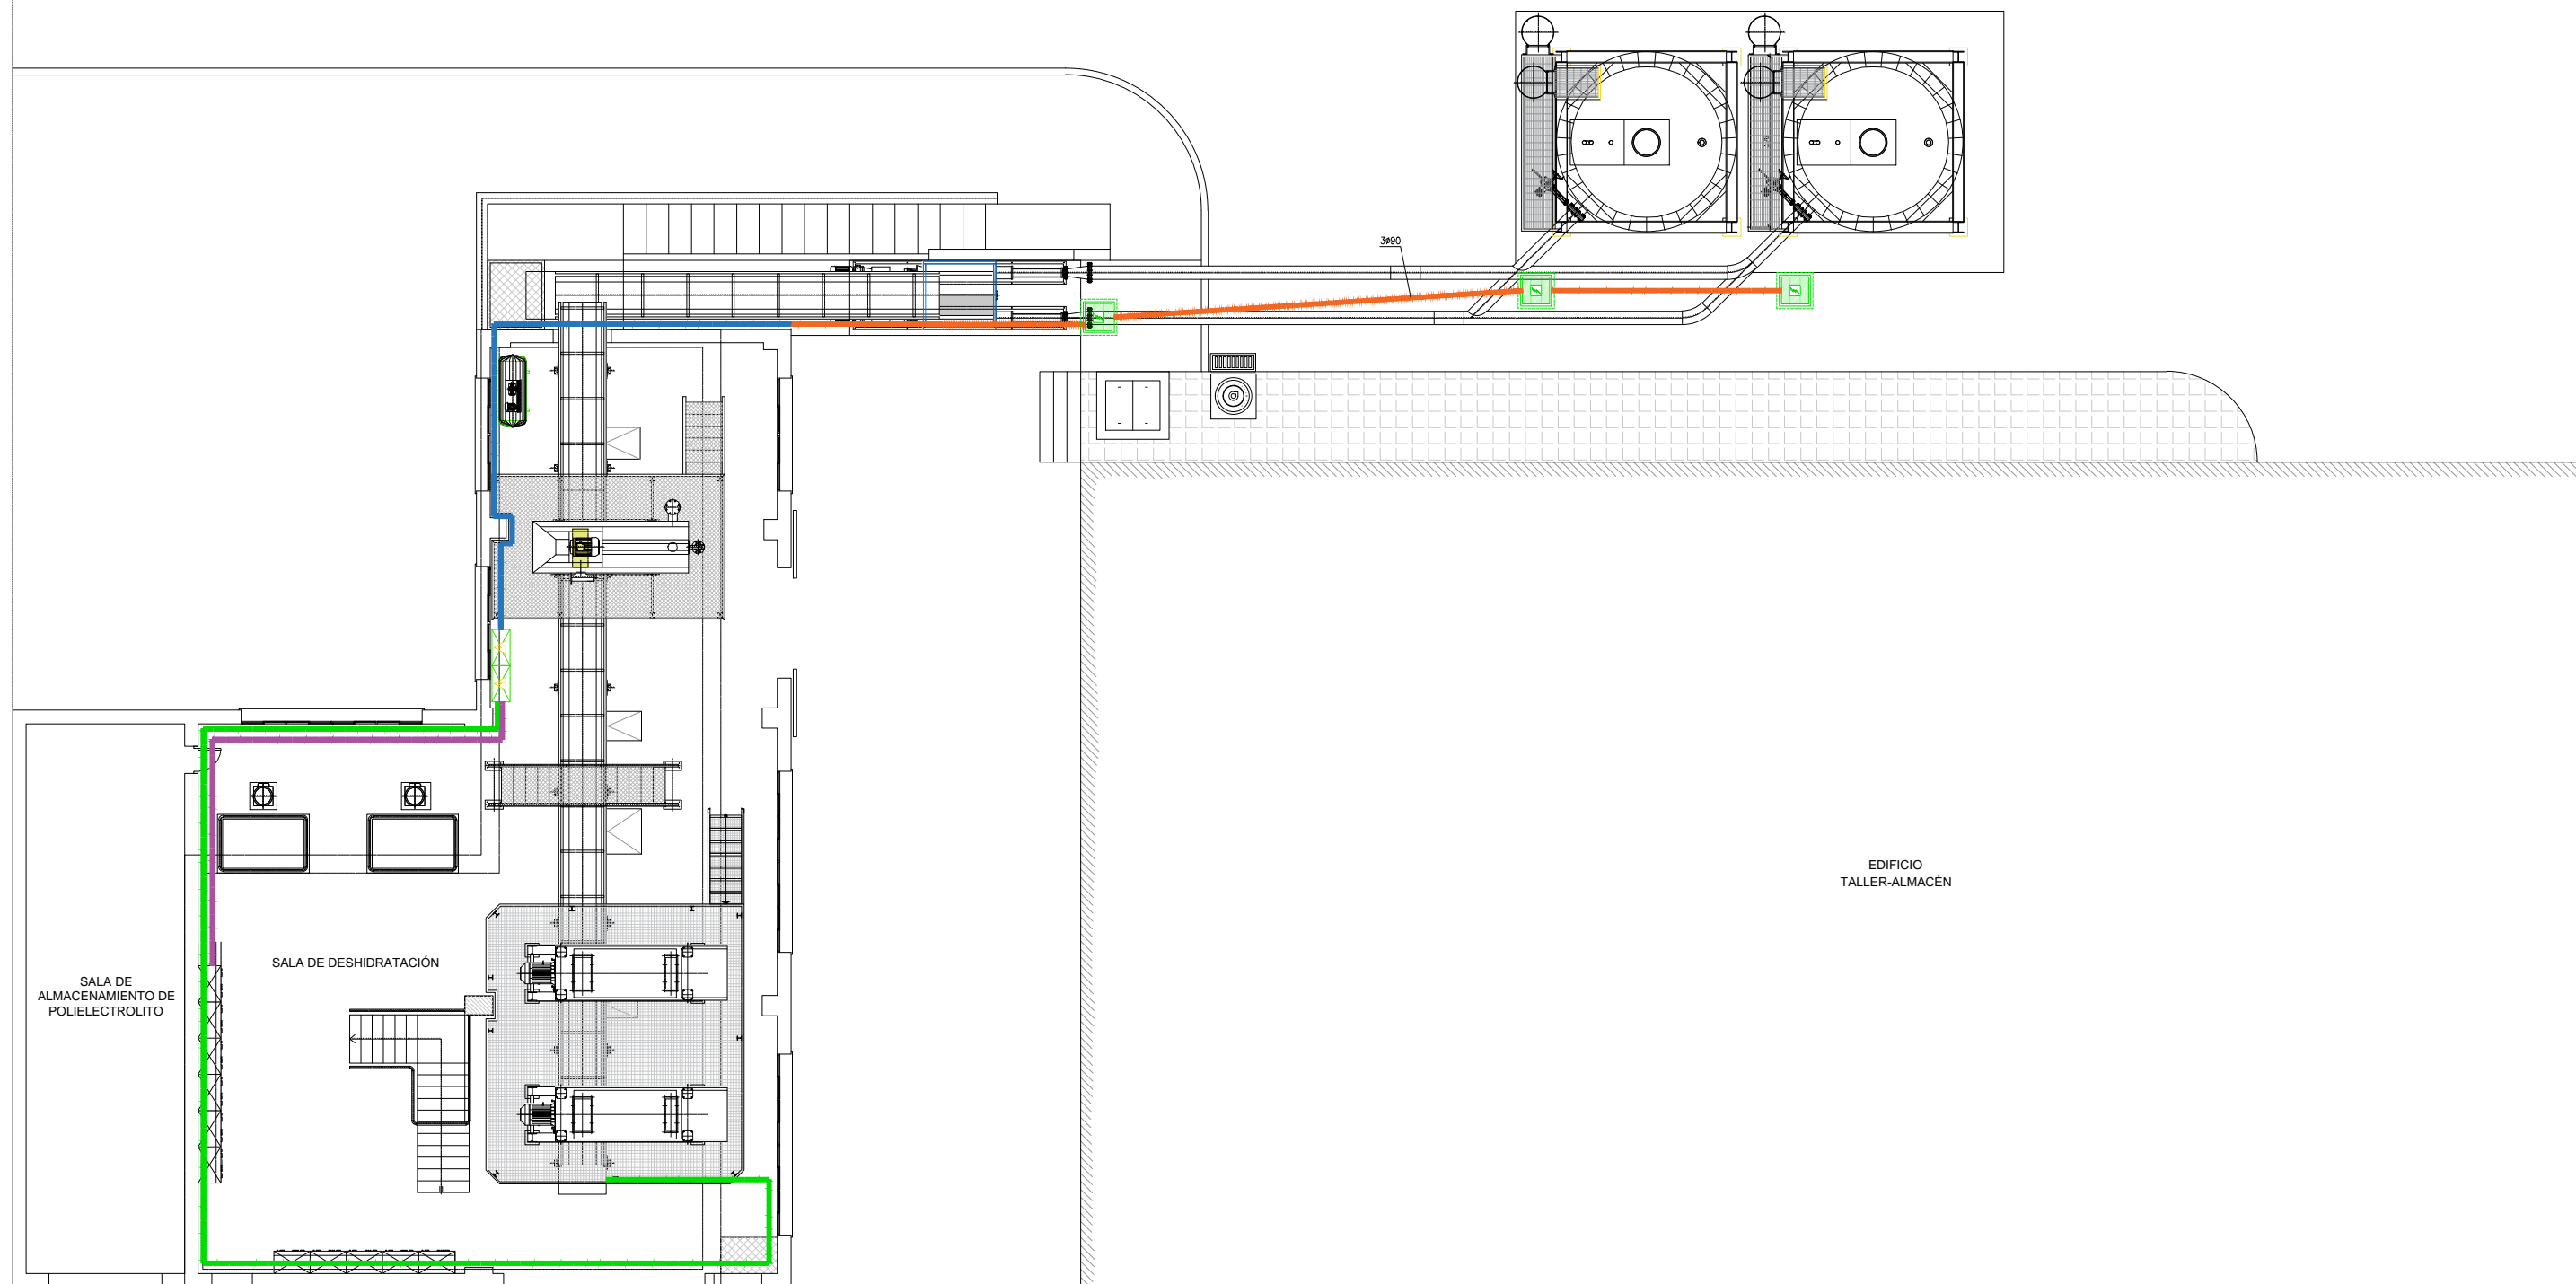 3ø90
EDIFICIO
TALLER-ALMACÉN
SALA DE DESHIDRATACIÓN
SALA DE
ALMACENAMIENTO DE
POLIELECTROLITO